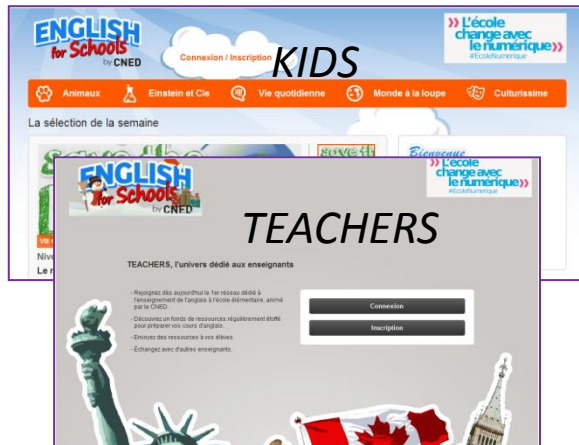 ENGLISH
for Schools
by CNED
Connexion / Inscription
KIDS
L'école
change avec
le numérique
#EcoleNumerique
Animaux
Einstein et Cie
Vie quotidienne
Monde à la loupe
Culturissime
La sélection de la semaine
Bienvenue
ENGLISH
for Schools
by CNED
L'école
change avec
le numérique
#EcoleNumerique
TEACHERS
Nive
Le r
TEACHERS, l'univers dédié aux enseignants
- Rejoignez dès aujourd'hui le 1er réseau dédié à
l'enseignement de l'anglais à l'école élémentaire, animé
par le CNED.
- Découvrez un fonds de ressources régulièrement étoffé
pour préparer vos cours d'anglais.
- Envoyez des ressources à vos élèves.
- Echangez avec d'autres enseignants.
Connexion
Inscription